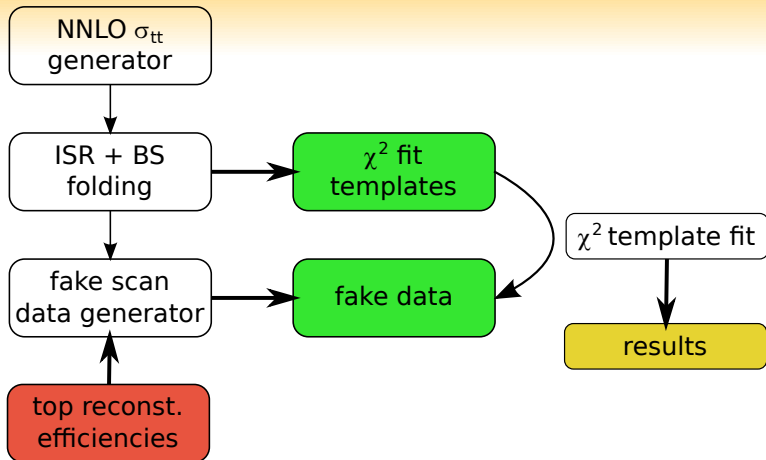 NNLO σtt
generator
ISR + BS
folding
χ² fit
templates
χ² template fit
fake scan
data generator
fake data
results
top reconst.
efficiencies